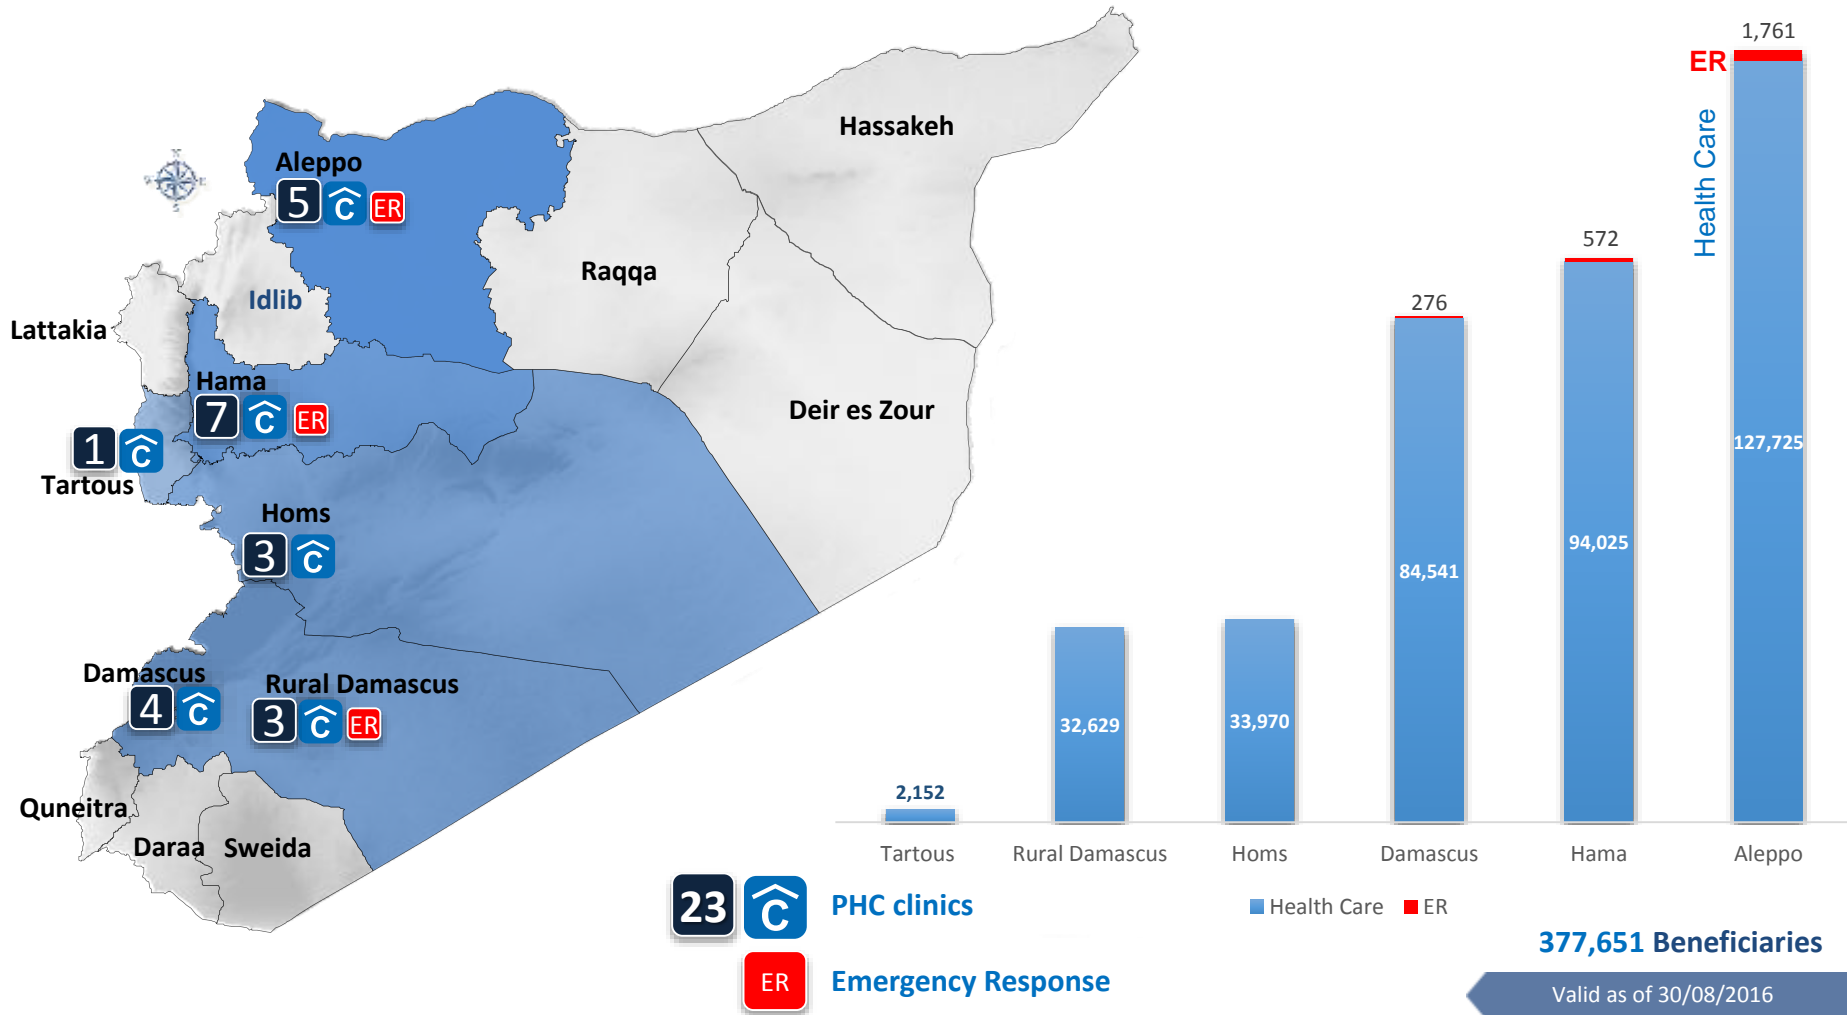 Aleppo
5 C ER
Hassakeh
Raqqa
Idlib
Lattakia
Hama
7 C ER
Deir es Zour
1 C
Tartous
Homs
3 C
Damascus
4 C
Rural Damascus
3 C ER
Quneitra
Daraa
Sweida
23 C PHC clinics
ER Emergency Response
1,761
ER
Health Care
572
276
127,725
94,025
84,541
33,970
32,629
2,152
Tartous Rural Damascus Homs Damascus Hama Aleppo
Health Care ER
377,651 Beneficiaries
Valid as of 30/08/2016